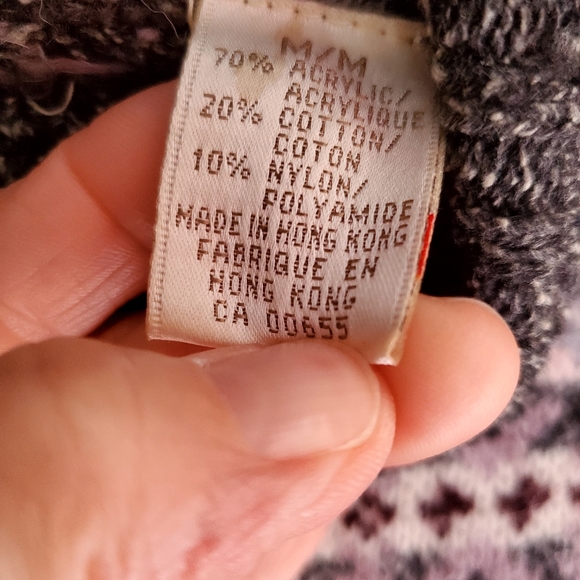 M/M
70% ACRYLIC/
ACRYLIQUE
20% COTTON/
COTON
10% NYLON/
POLYAMIDE
MADE IN HONG KONG
FABRIQUE EN
HONG KONG
CA 00655